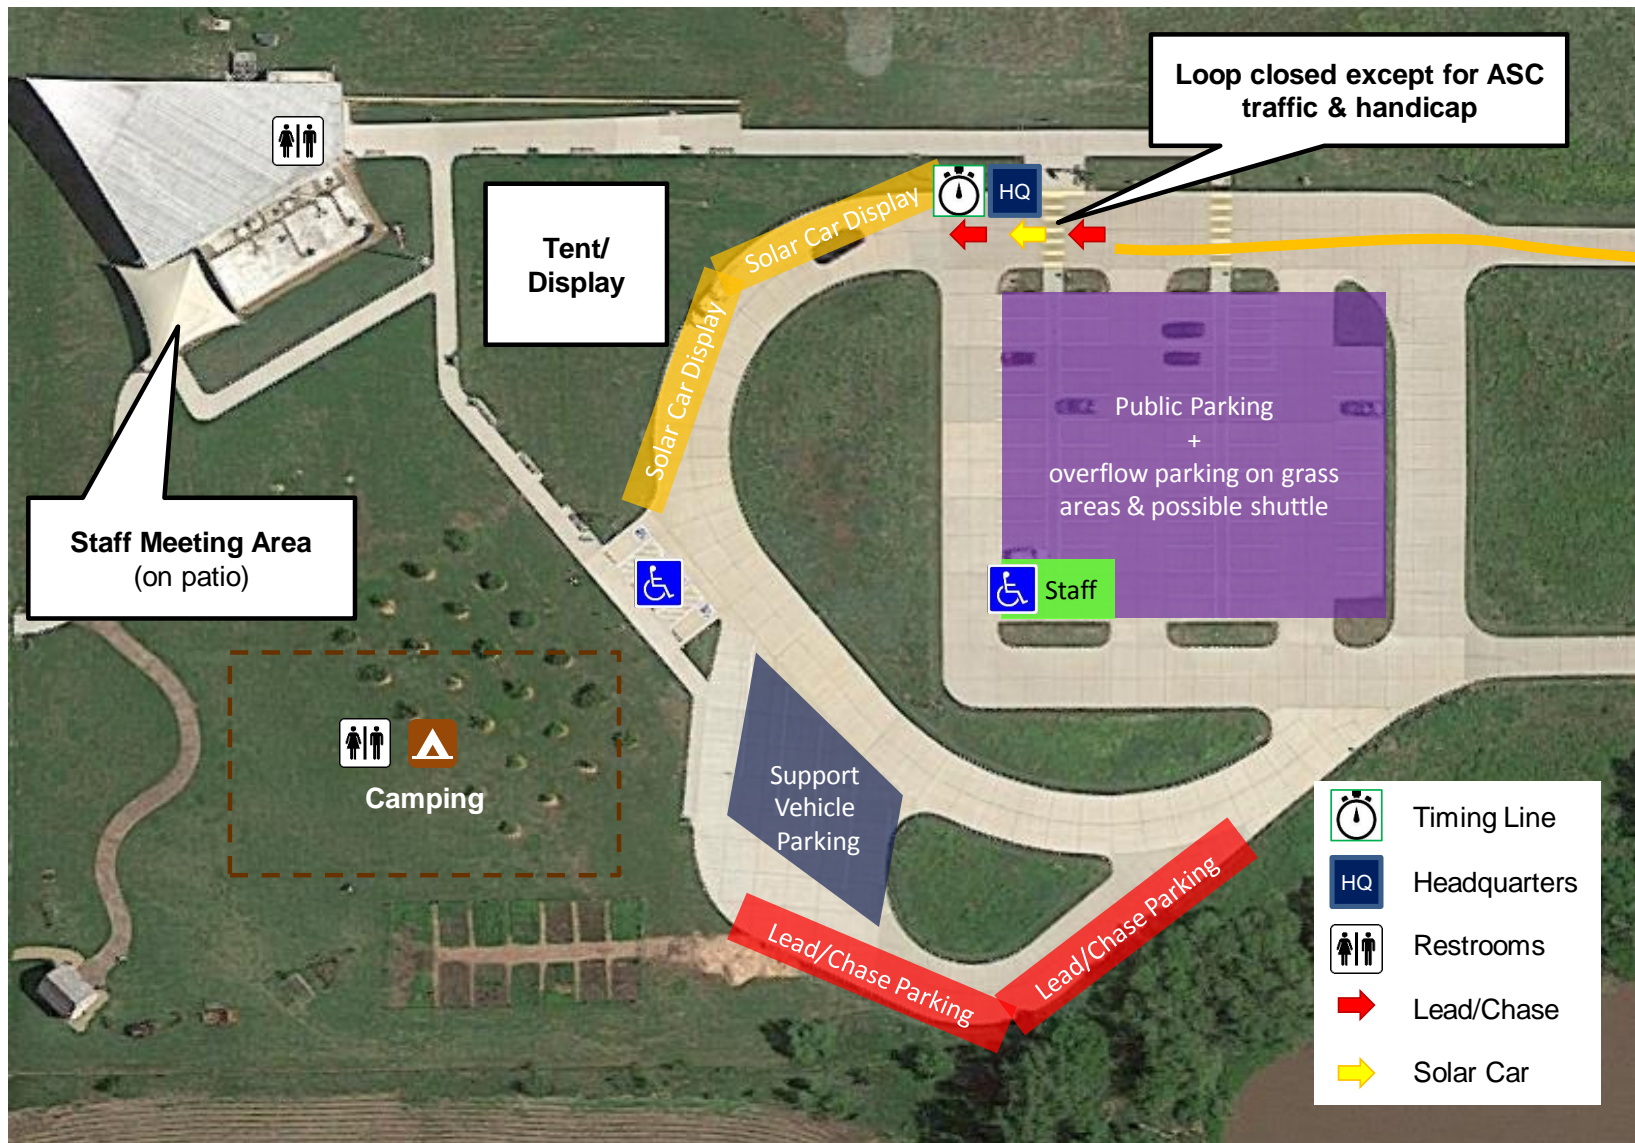 Loop closed except for ASC
traffic & handicap
HQ
Solar Car Display
Tent/
Display
Solar Car Display
Public Parking
+
overflow parking on grass
areas & possible shuttle
Staff Meeting Area
(on patio)
Staff
Camping
Support
Vehicle
Parking
Lead/Chase Parking
Lead/Chase Parking
Timing Line
HQ
Headquarters
Restrooms
Lead/Chase
Solar Car